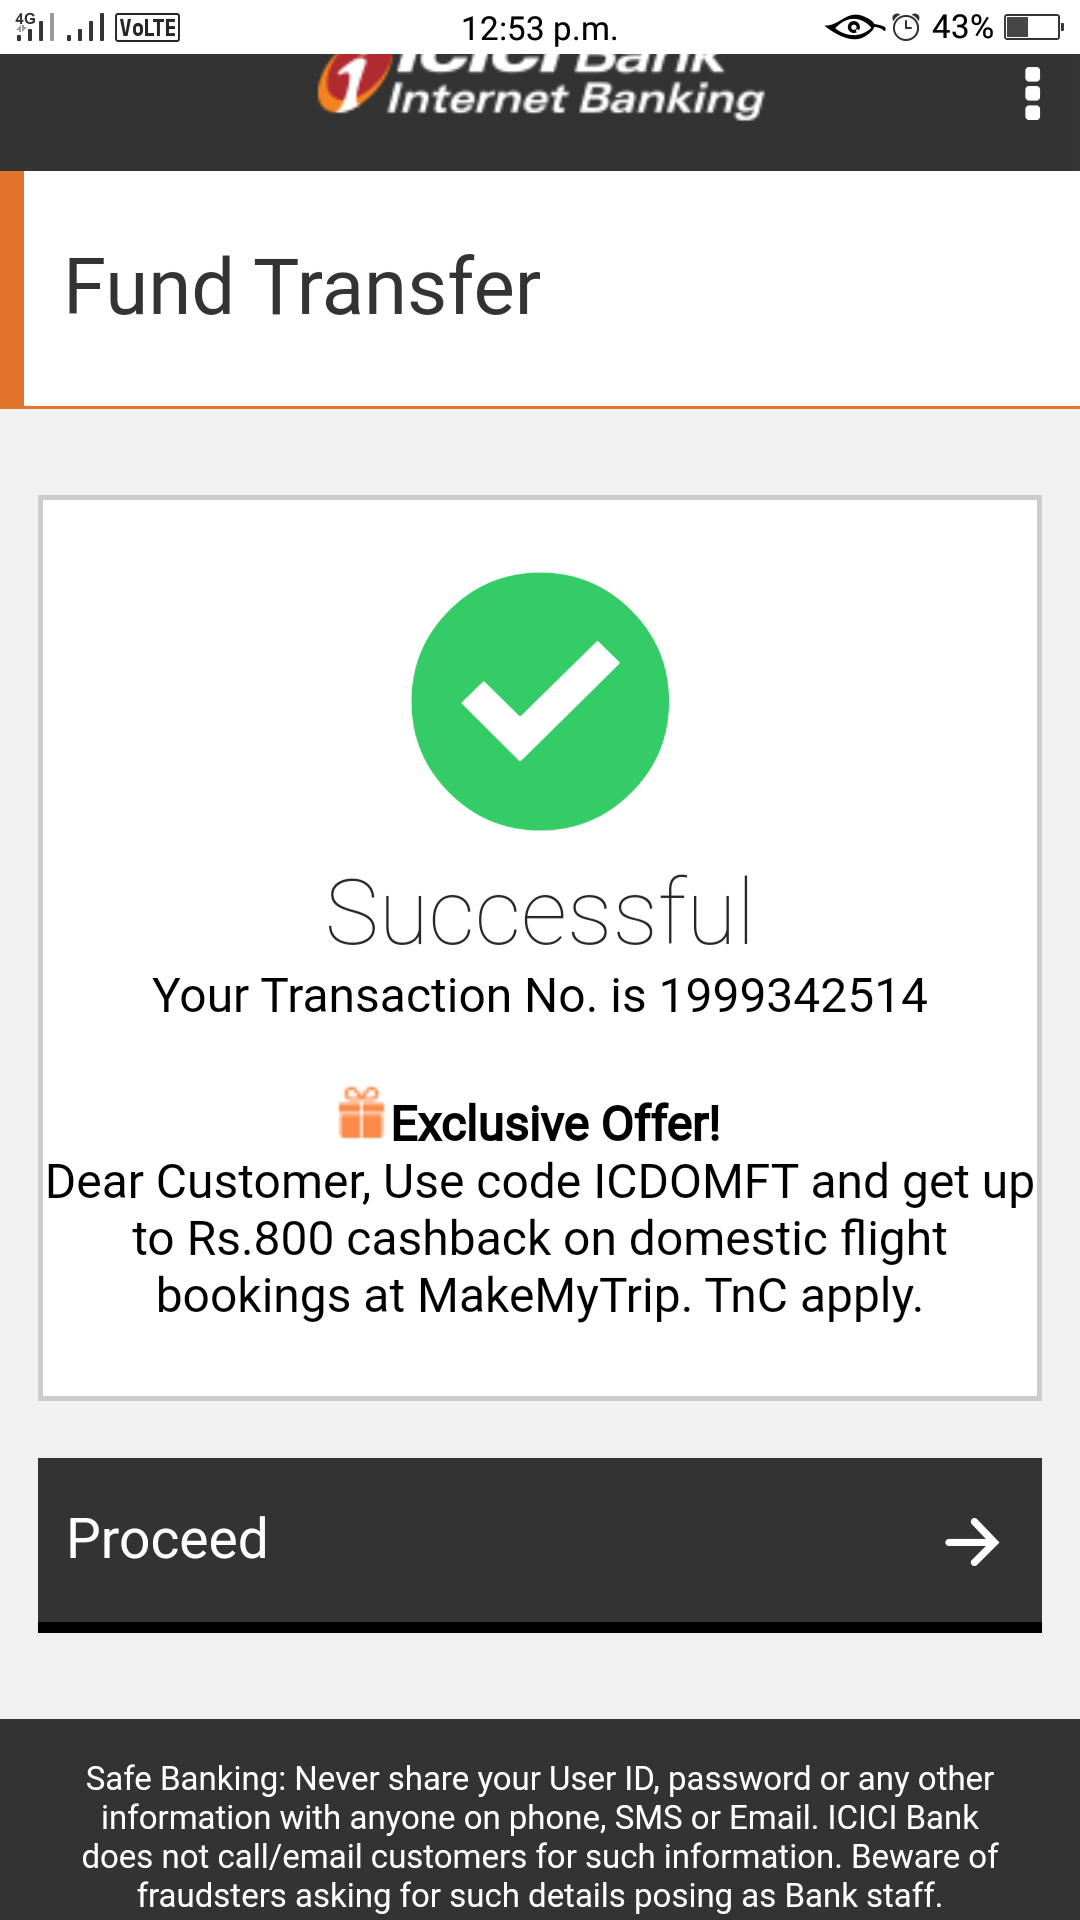 4G VoLTE 12:53 p.m. 43%
ICICI Bank
Internet Banking
Fund Transfer
Successful
Your Transaction No. is 1999342514
Exclusive Offer!
Dear Customer, Use code ICDOMFT and get up
to Rs.800 cashback on domestic flight
bookings at MakeMyTrip. TnC apply.
Proceed
Safe Banking: Never share your User ID, password or any other
information with anyone on phone, SMS or Email. ICICI Bank
does not call/email customers for such information. Beware of
fraudsters asking for such details posing as Bank staff.